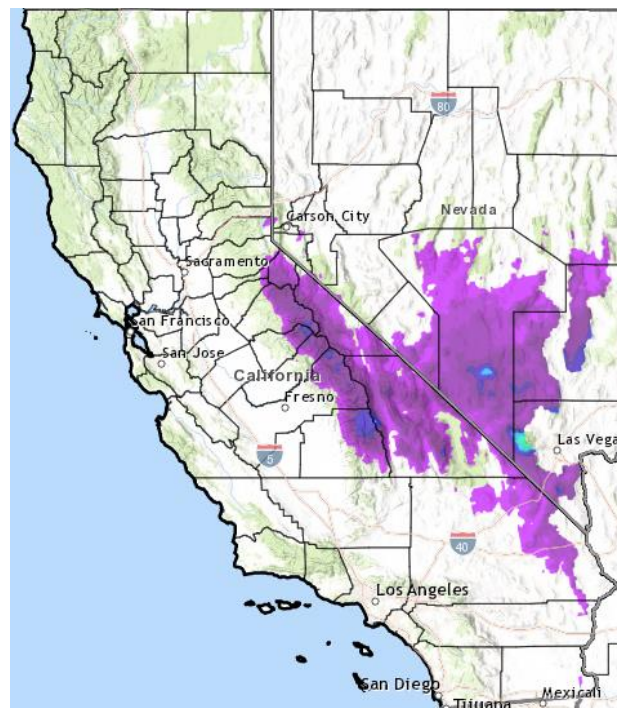 80
Carson City
Nevada
Sacramento
San Francisco
San Jose
California
Fresno
Las Vega
5
40
Los Angeles
San Diego
Tijuana
Mexicali